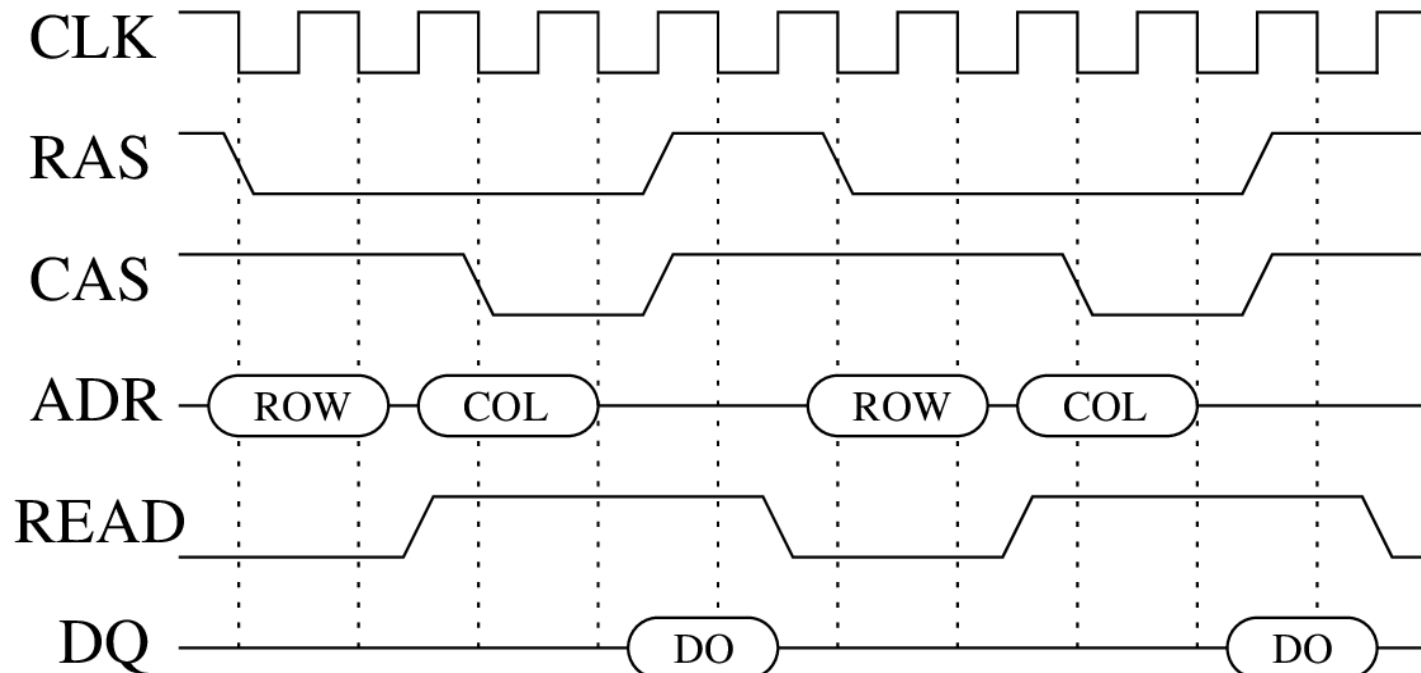 CLK
RAS
CAS
ADR ROW COL ROW COL
READ
DQ DO DO